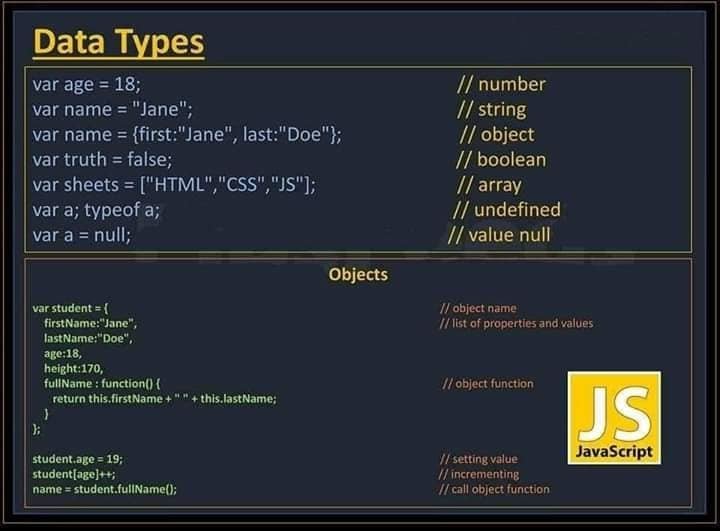 Data Types
var age = 18; // number
var name = "Jane"; // string
var name = {first:"Jane", last:"Doe"}; // object
var truth = false; // boolean
var sheets = ["HTML","CSS","JS"]; // array
var a; typeof a; // undefined
var a = null; // value null
Objects
var student = { // object name
firstName:"Jane", // list of properties and values
lastName:"Doe",
age:18,
height:170,
fullName : function() { // object function
return this.firstName + " " + this.lastName;
}
};
JS
JavaScript
student.age = 19; // setting value
student[age]++; // incrementing
name = student.fullName(); // call object function